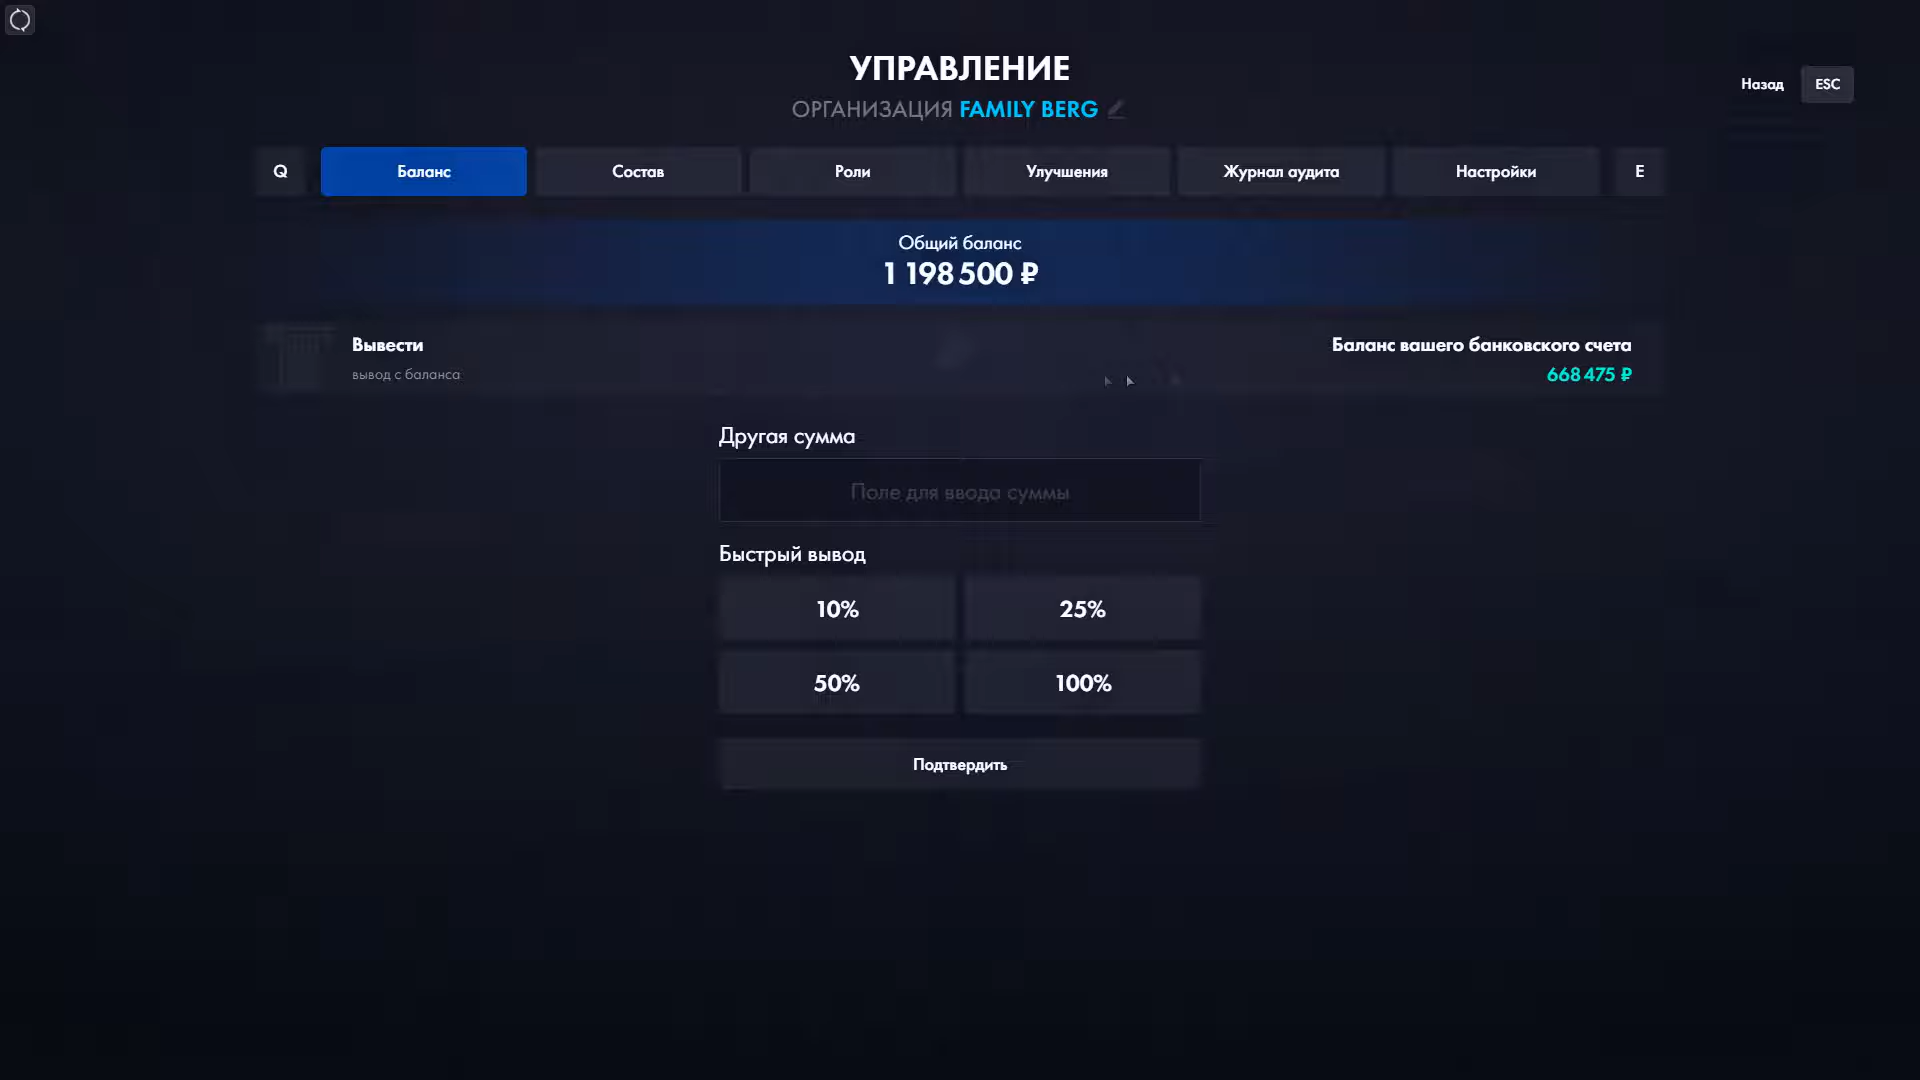 УПРАВЛЕНИЕ
ОРГАНИЗАЦИЯ FAMILY BERG
Назад ESC
Q Баланс Состав Роли Улучшения Журнал аудита Настройки E
Общий баланс
1 198 500 ₽
Вывести
вывод с баланса
Баланс вашего банковского счета
668 475 ₽
Другая сумма
Поле для ввода суммы
Быстрый вывод
10% 25%
50% 100%
Подтвердить